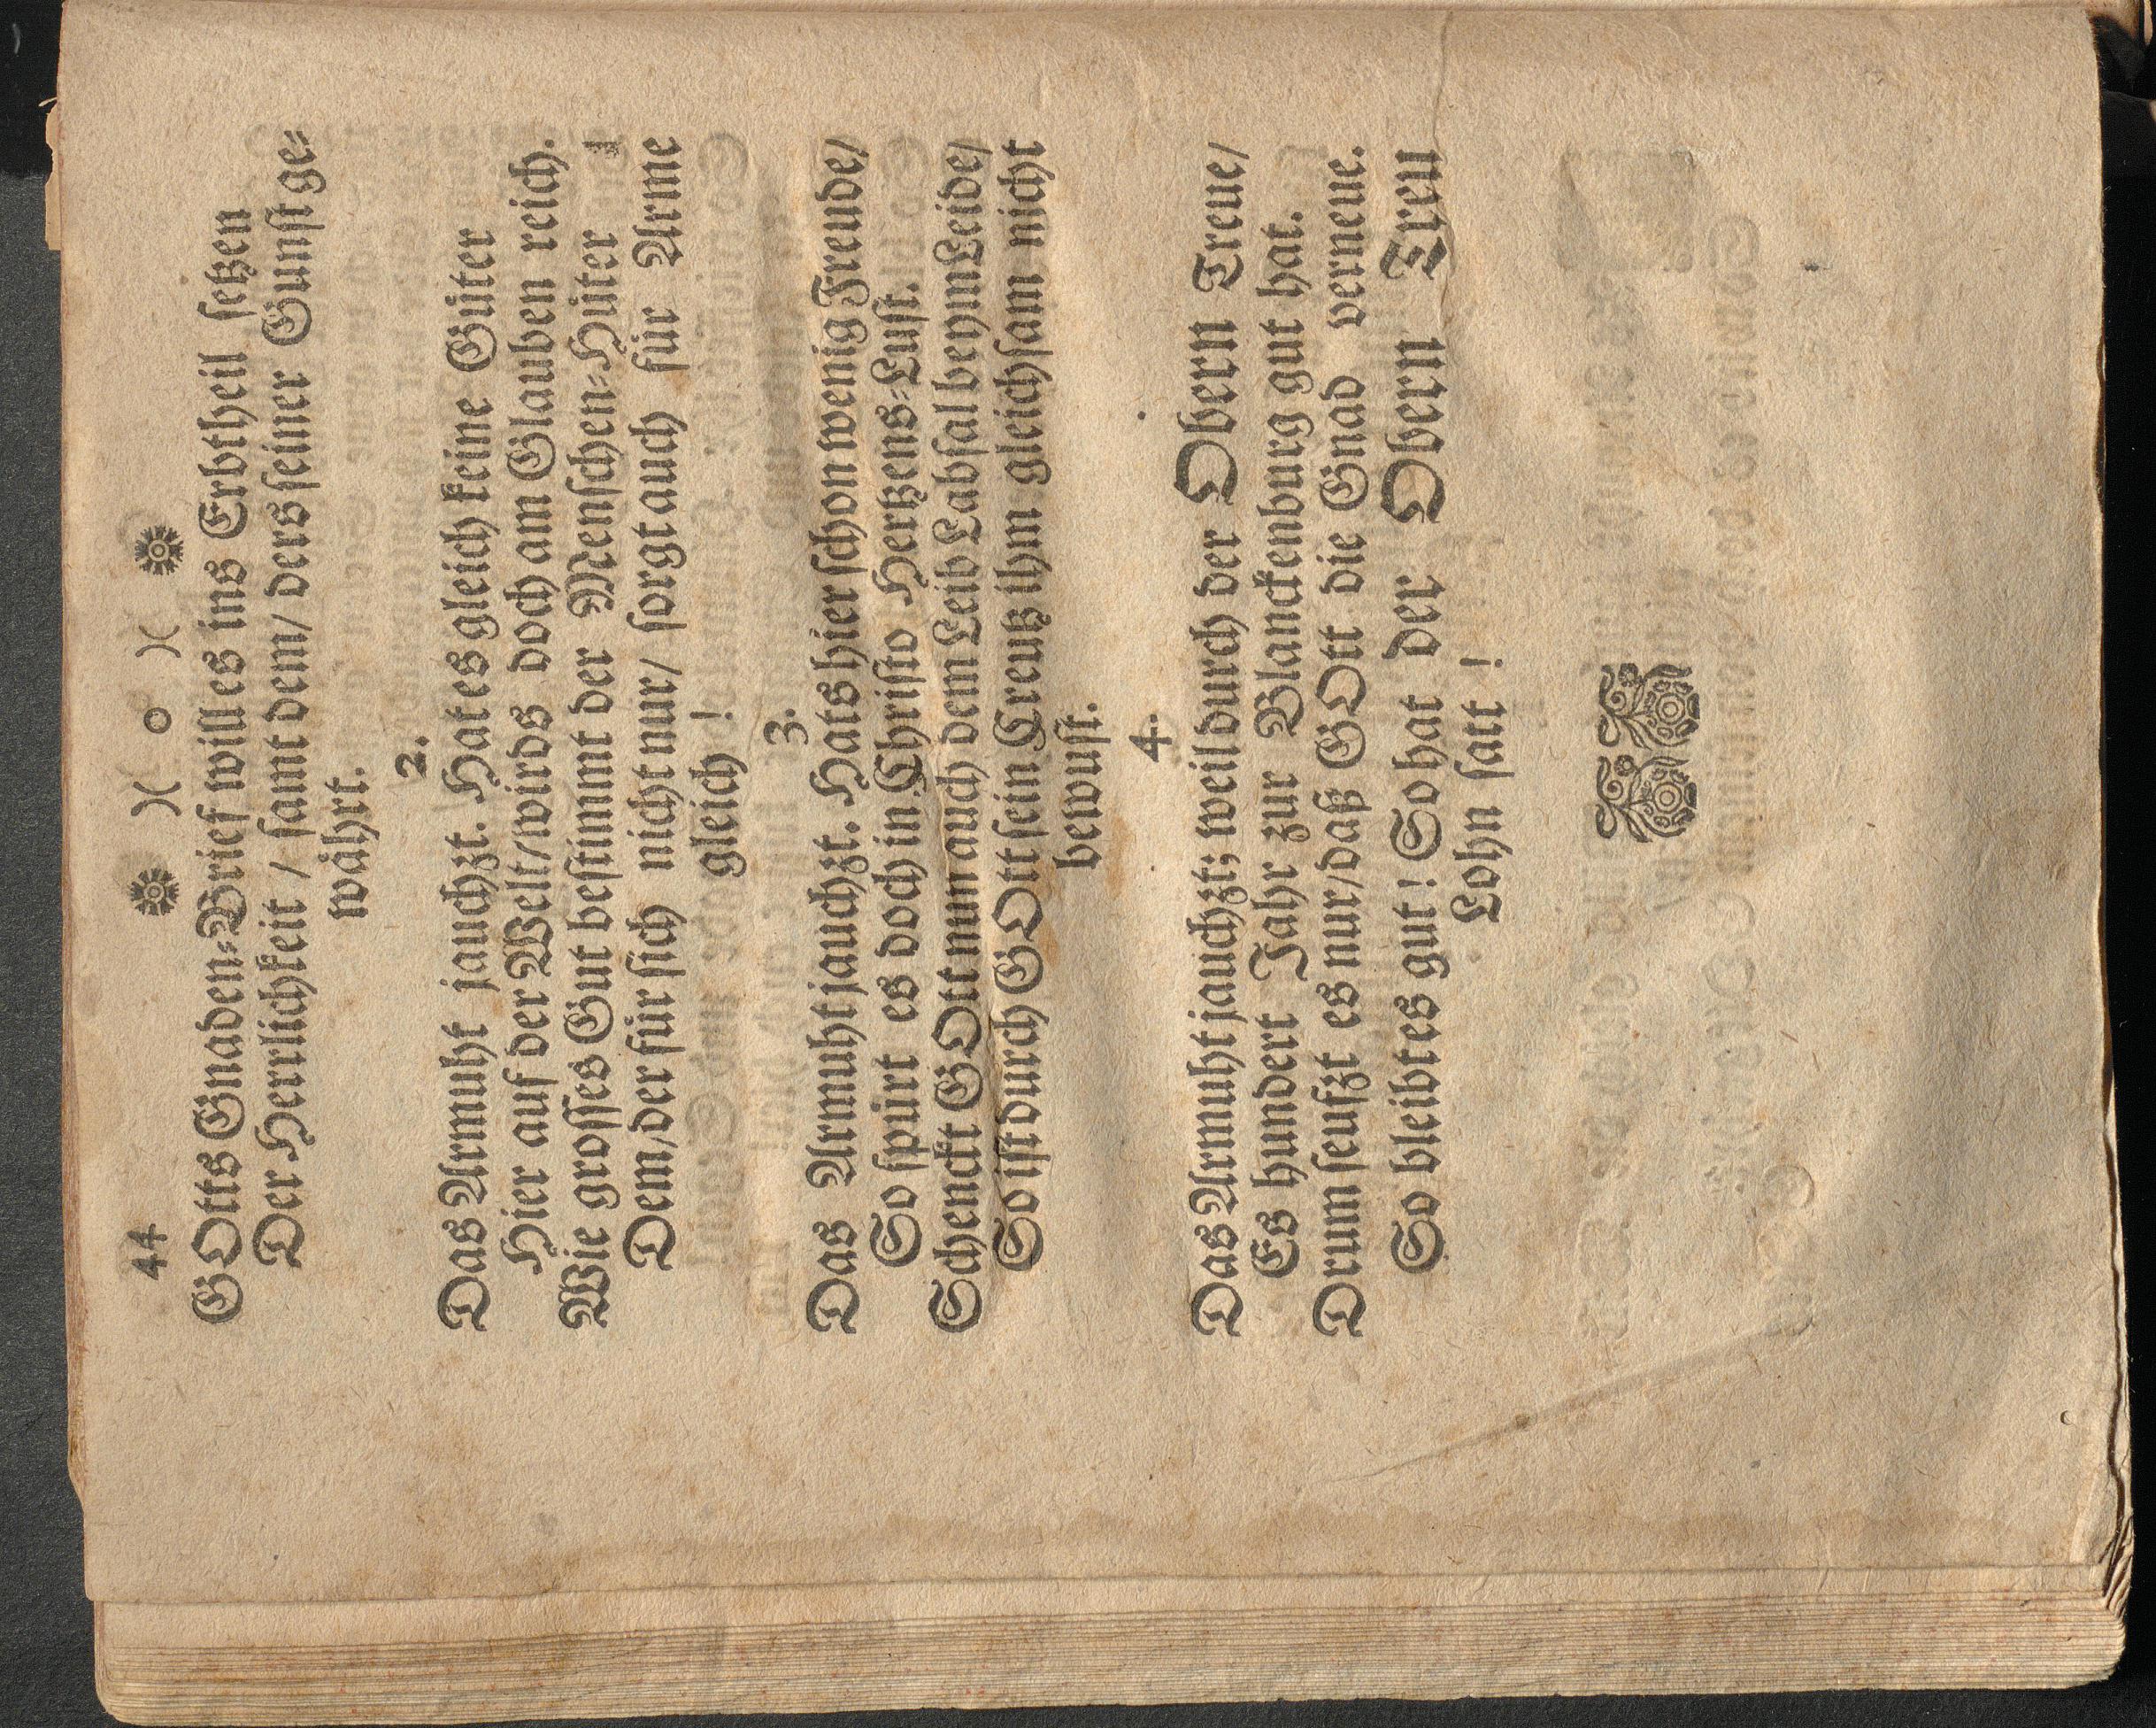 44 ❋ )( o )( ❋
GOtts Gnaden=Brief will es ins Erbtheil setzen
Der Herrlichkeit / samt dem/ ders seiner Gunst ge=
währt.
2.
Das Armuht jauchzt. Hat es gleich keine Güter
Hier auf der Welt/wirds doch am Glauben reich.
Wie grosses Gut bestimmt der Menschen=Hüter
Dem/der für sich nicht nur/ sorgt auch für Arme
gleich !
3.
Das Armuht jauchzt. Hats hier schon wenig Freude/
So spürt es doch in Christo Hertzens=Lust.
Schenckt GOtt nun auch dem Leib Labsal beym Leide/
So ist durch GOtt sein Creutz ihm gleichsam nicht
bewust.
4.
Das Armuht jauchzt; weil durch der Obern Treue/
Es hundert Jahr zur Blanckenburg gut hat.
Drum seufzt es nur/daß GOtt die Gnad verneue.
So bleibt es gut! So hat der Obern Treu
Lohn satt !